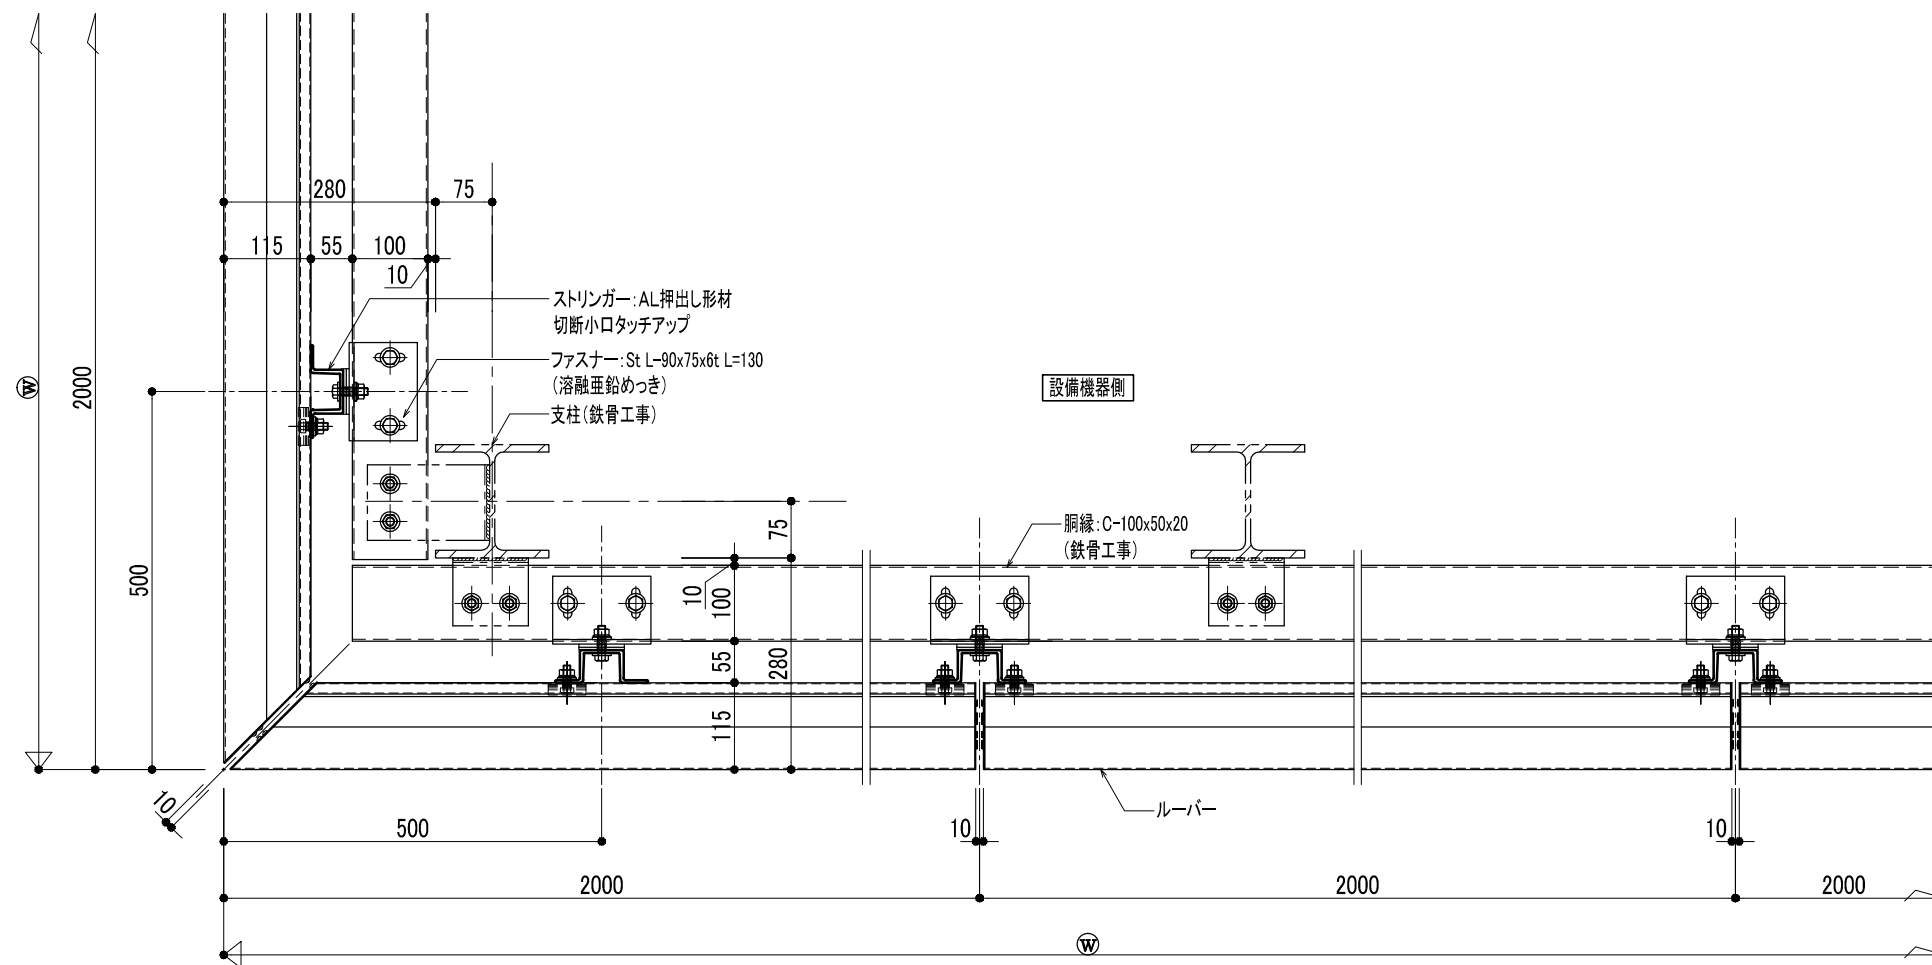 280
75
115
55
100
10
ストリンガー：AL押出し形材
切断小口タッチアップ
ファスナー：St L-90x75x6t L=130
（溶融亜鉛めっき）
支柱（鉄骨工事）
設備機器側
W
2000
500
胴縁：C-100x50x20
（鉄骨工事）
75
10
100
55
280
115
ルーバー
10
500
10
10
2000
2000
2000
W